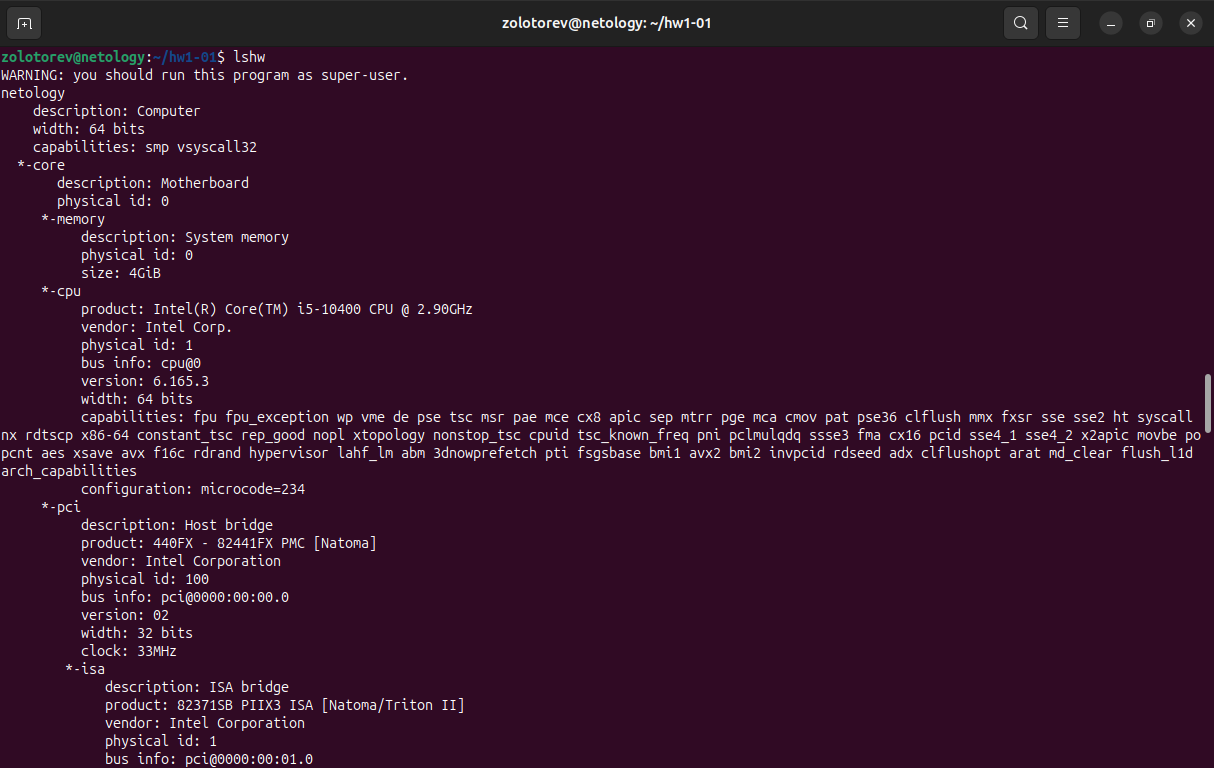 zolotorev@netology: ~/hw1-01
zolotorev@netology:~/hw1-01$ lshw
WARNING: you should run this program as super-user.
netology
description: Computer
width: 64 bits
capabilities: smp vsyscall32
*-core
description: Motherboard
physical id: 0
*-memory
description: System memory
physical id: 0
size: 4GiB
*-cpu
product: Intel(R) Core(TM) i5-10400 CPU @ 2.90GHz
vendor: Intel Corp.
physical id: 1
bus info: cpu@0
version: 6.165.3
width: 64 bits
capabilities: fpu fpu_exception wp vme de pse tsc msr pae mce cx8 apic sep mtrr pge mca cmov pat pse36 clflush mmx fxsr sse sse2 ht syscall
nx rdtscp x86-64 constant_tsc rep_good nopl xtopology nonstop_tsc cpuid tsc_known_freq pni pclmulqdq ssse3 fma cx16 pcid sse4_1 sse4_2 x2apic movbe po
pcnt aes xsave avx f16c rdrand hypervisor lahf_lm abm 3dnowprefetch pti fsgsbase bmi1 avx2 bmi2 invpcid rdseed adx clflushopt arat md_clear flush_l1d
arch_capabilities
configuration: microcode=234
*-pci
description: Host bridge
product: 440FX - 82441FX PMC [Natoma]
vendor: Intel Corporation
physical id: 100
bus info: pci@0000:00:00.0
version: 02
width: 32 bits
clock: 33MHz
*-isa
description: ISA bridge
product: 82371SB PIIX3 ISA [Natoma/Triton II]
vendor: Intel Corporation
physical id: 1
bus info: pci@0000:00:01.0